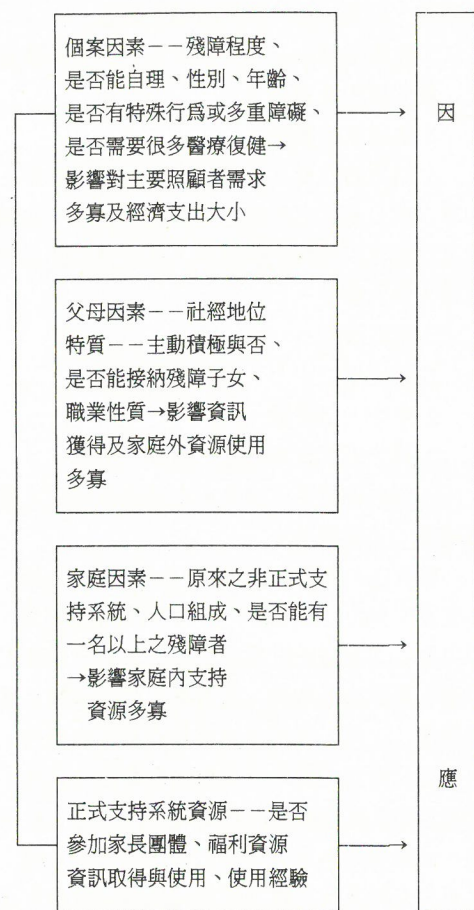 個案因素－－殘障程度、
是否能自理、性別、年齡、
是否有特殊行爲或多重障礙、
是否需要很多醫療復健→
影響對主要照顧者需求
多寡及經濟支出大小
父母因素－－社經地位
特質－－主動積極與否、
是否能接納殘障子女、
職業性質→影響資訊
獲得及家庭外資源使用
多寡
家庭因素－－原來之非正式支
持系統、人口組成、是否能有
一名以上之殘障者
→影響家庭內支持
資源多寡
正式支持系統資源－－是否
參加家長團體、福利資源
資訊取得與使用、使用經驗
因
應